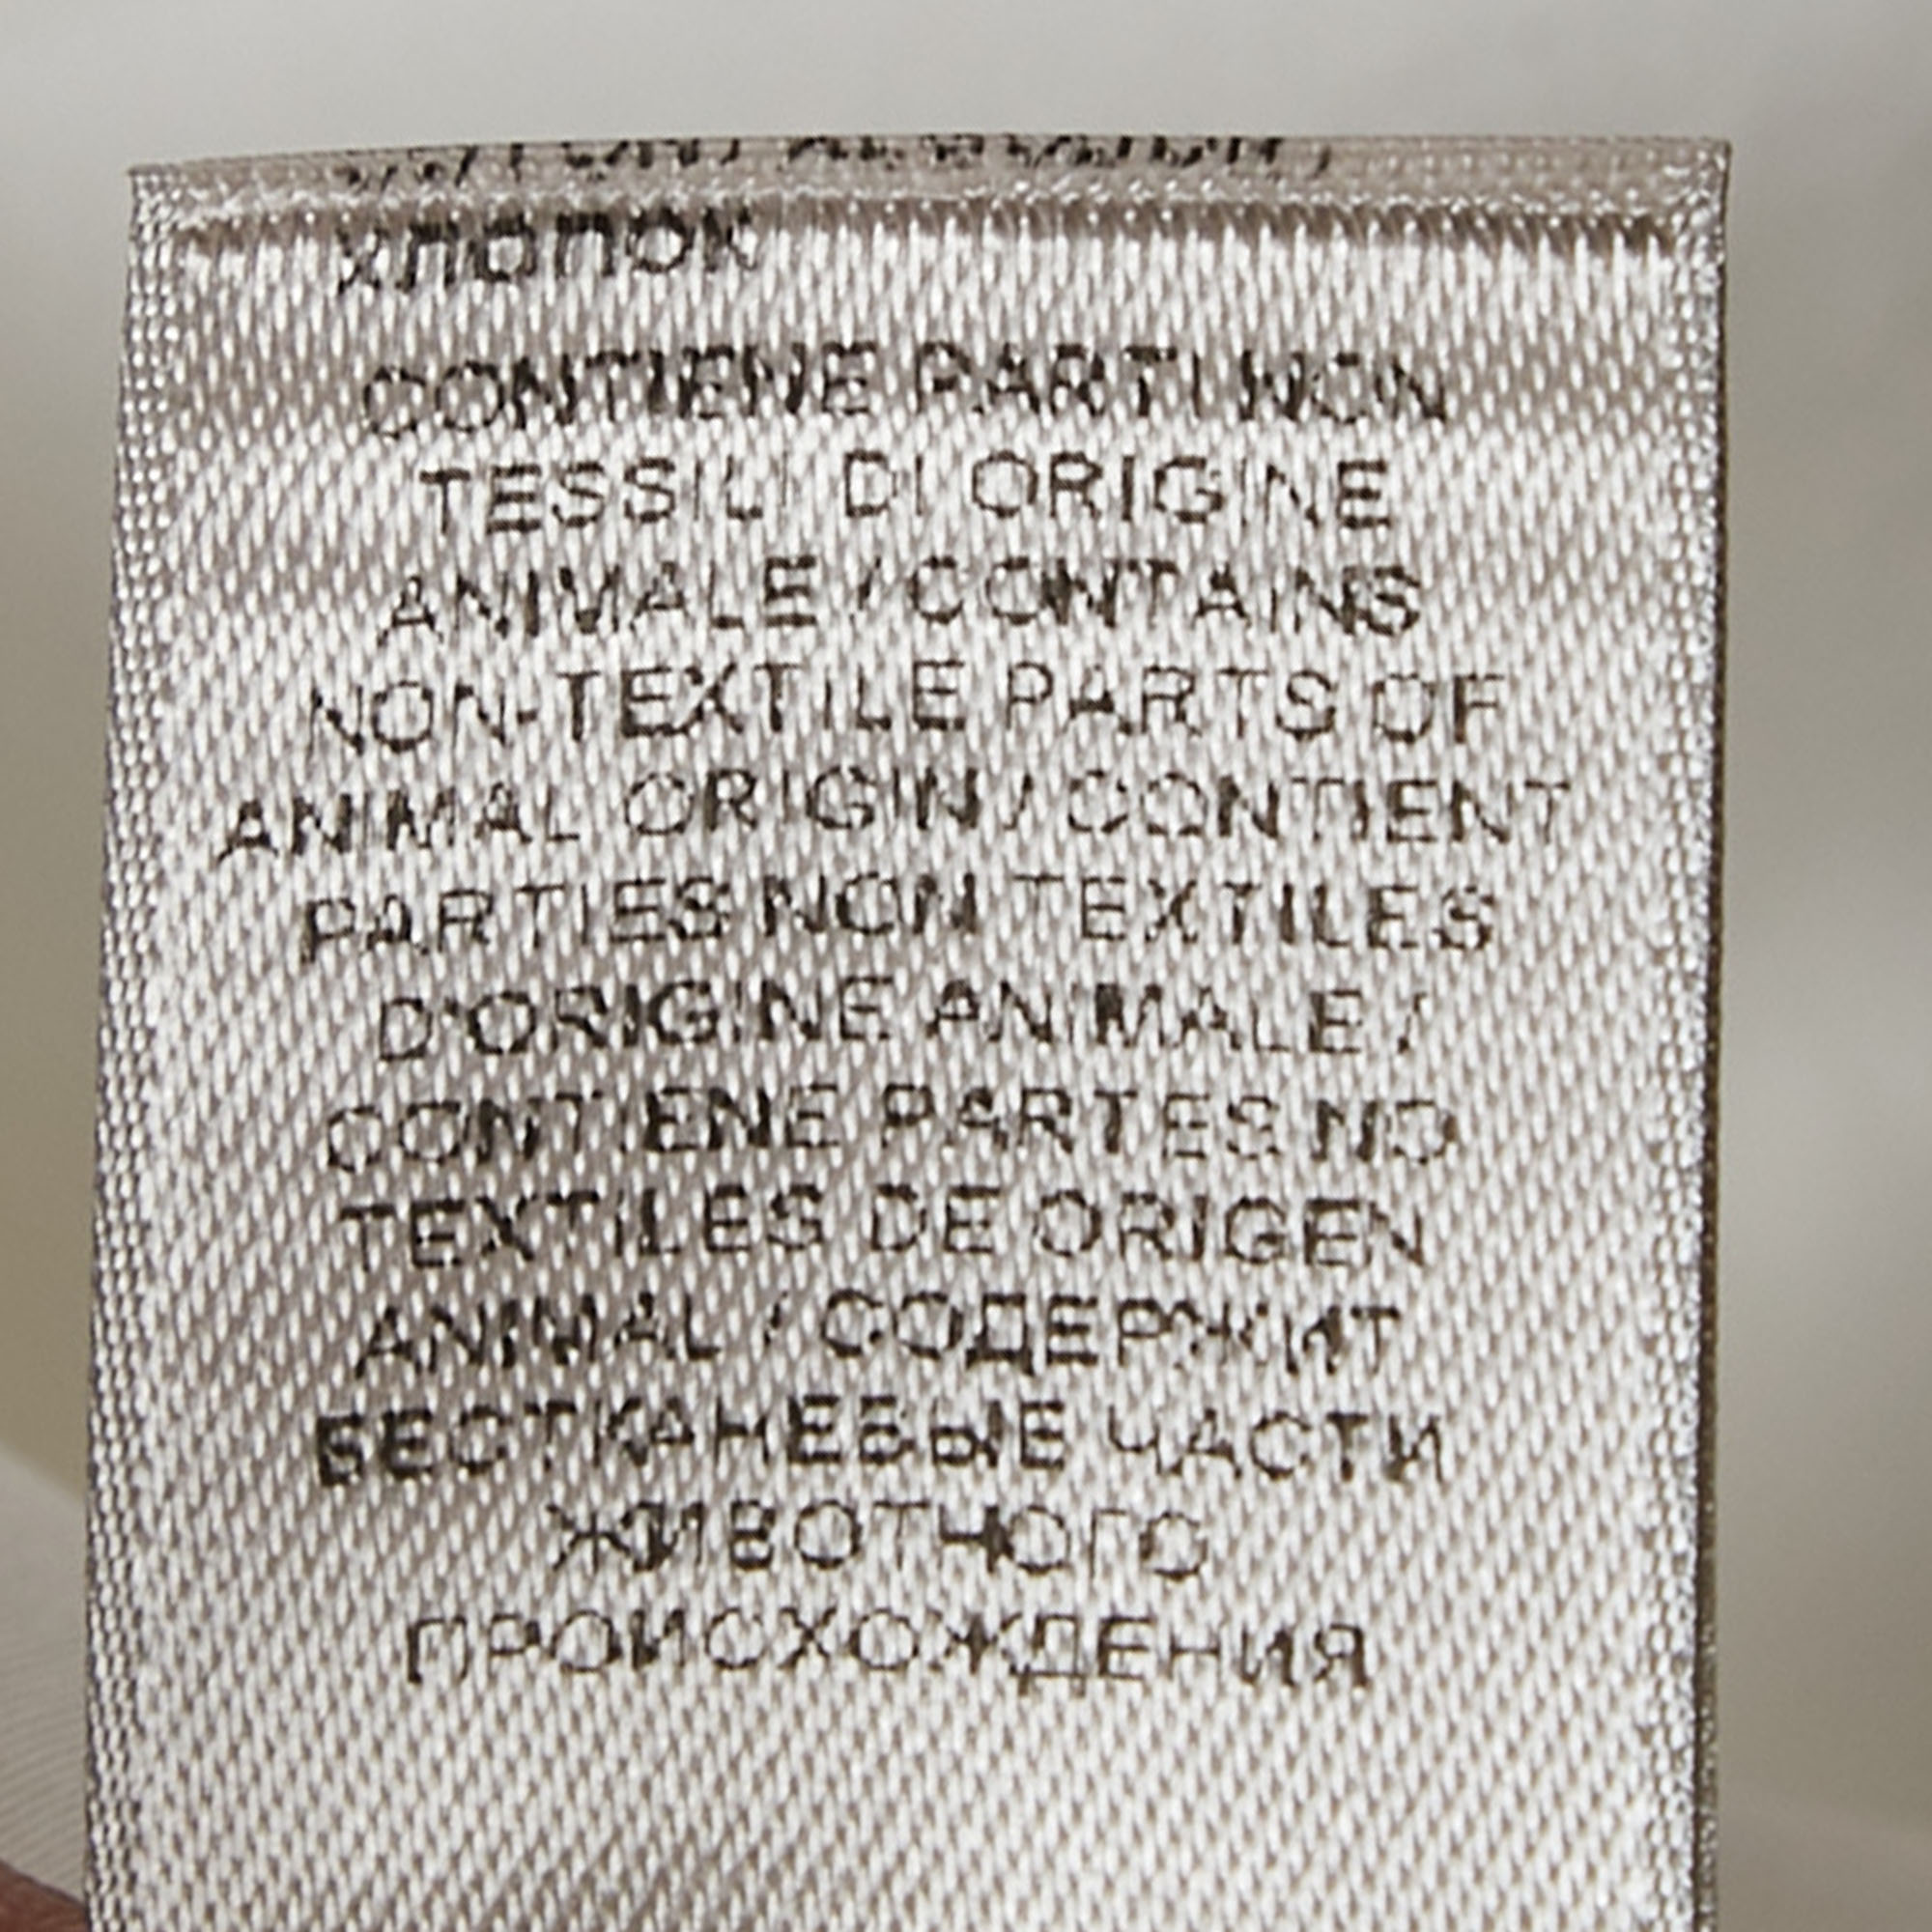 хлопок
CONTIENE PARTI NON
TESSILI DI ORIGINE
ANIMALE / CONTAINS
NON-TEXTILE PARTS OF
ANIMAL ORIGIN / CONTIENT
PARTIES NON TEXTILES
D'ORIGINE ANIMALE /
CONTIENE PARTES NO
TEXTILES DE ORIGEN
ANIMAL / СОДЕРЖИТ
БЕСТКАНЕВЫЕ ЧАСТИ
ЖИВОТНОГО
ПРОИСХОЖДЕНИЯ